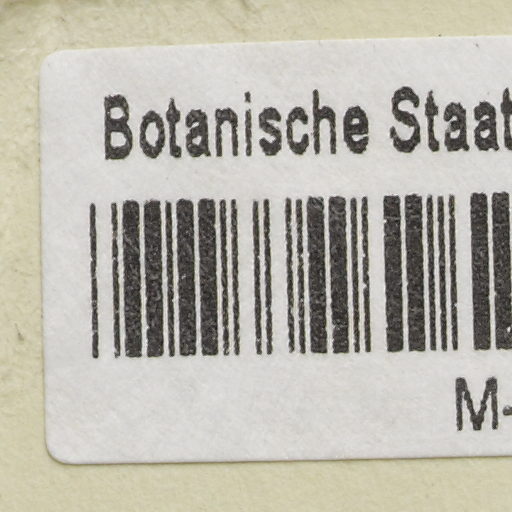 Botanische Staat
M-